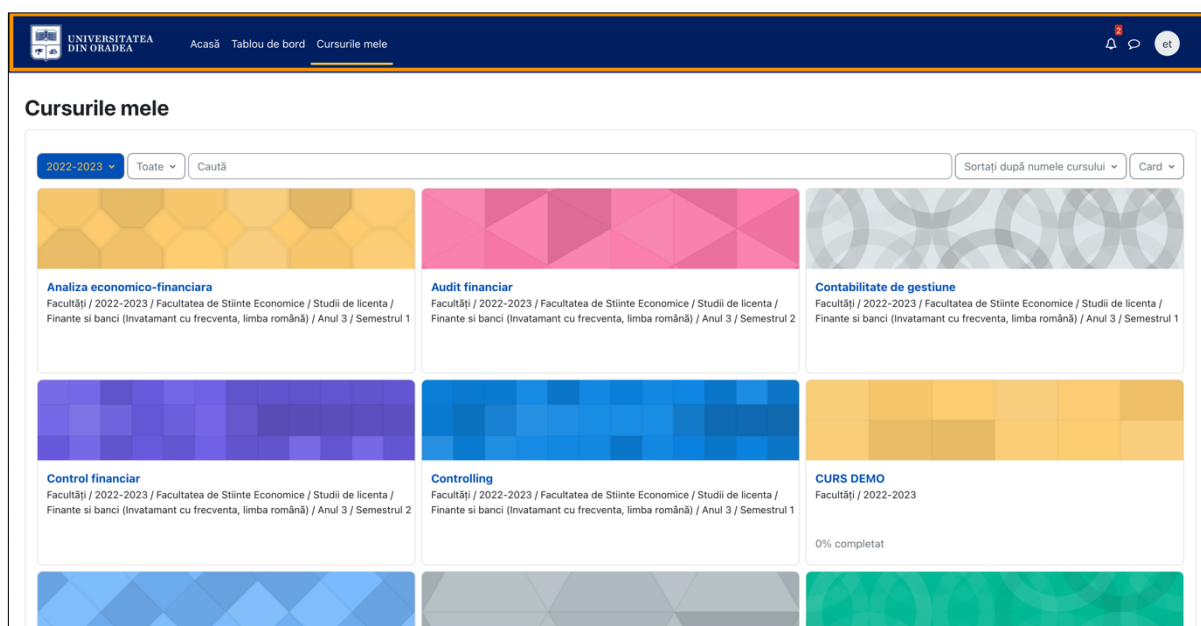 UNIVERSITATEA
DIN ORADEA
Acasă Tablou de bord Cursurile mele
2
et
Cursurile mele
2022-2023 Toate Caută Sortați după numele cursului Card
Analiza economico-financiara
Facultăți / 2022-2023 / Facultatea de Stiinte Economice / Studii de licenta /
Finante si banci (Invatamant cu frecventa, limba română) / Anul 3 / Semestrul 1
Audit financiar
Facultăți / 2022-2023 / Facultatea de Stiinte Economice / Studii de licenta /
Finante si banci (Invatamant cu frecventa, limba română) / Anul 3 / Semestrul 2
Contabilitate de gestiune
Facultăți / 2022-2023 / Facultatea de Stiinte Economice / Studii de licenta /
Finante si banci (Invatamant cu frecventa, limba română) / Anul 3 / Semestrul 1
Control financiar
Facultăți / 2022-2023 / Facultatea de Stiinte Economice / Studii de licenta /
Finante si banci (Invatamant cu frecventa, limba română) / Anul 3 / Semestrul 2
Controlling
Facultăți / 2022-2023 / Facultatea de Stiinte Economice / Studii de licenta /
Finante si banci (Invatamant cu frecventa, limba română) / Anul 3 / Semestrul 1
CURS DEMO
Facultăți / 2022-2023
0% completat